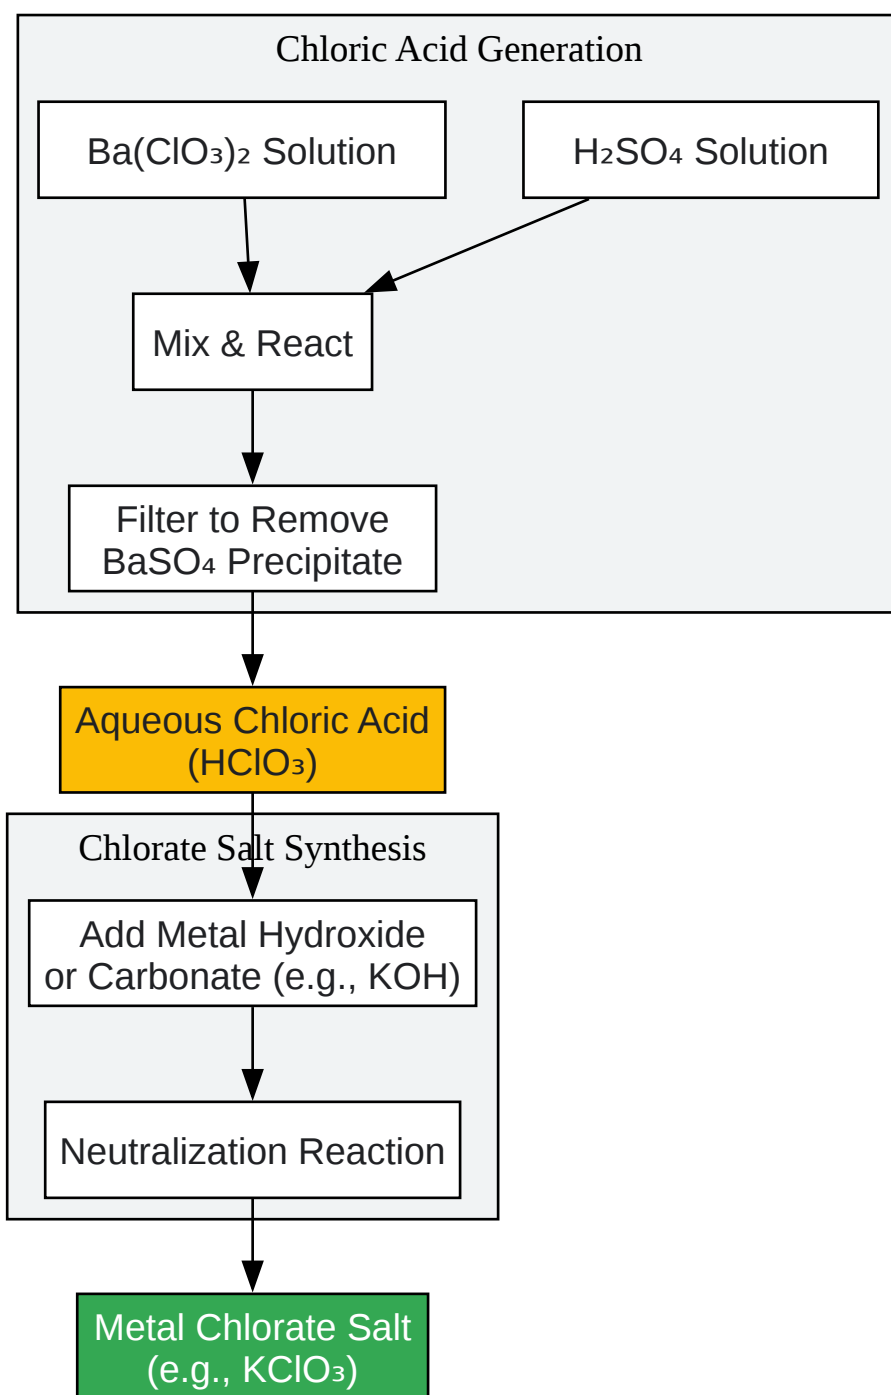 Chloric Acid Generation
Ba(ClO₃)₂ Solution
H₂SO₄ Solution
Mix & React
Filter to Remove
BaSO₄ Precipitate
Aqueous Chloric Acid
(HClO₃)
Chlorate Salt Synthesis
Add Metal Hydroxide
or Carbonate (e.g., KOH)
Neutralization Reaction
Metal Chlorate Salt
(e.g., KClO₃)